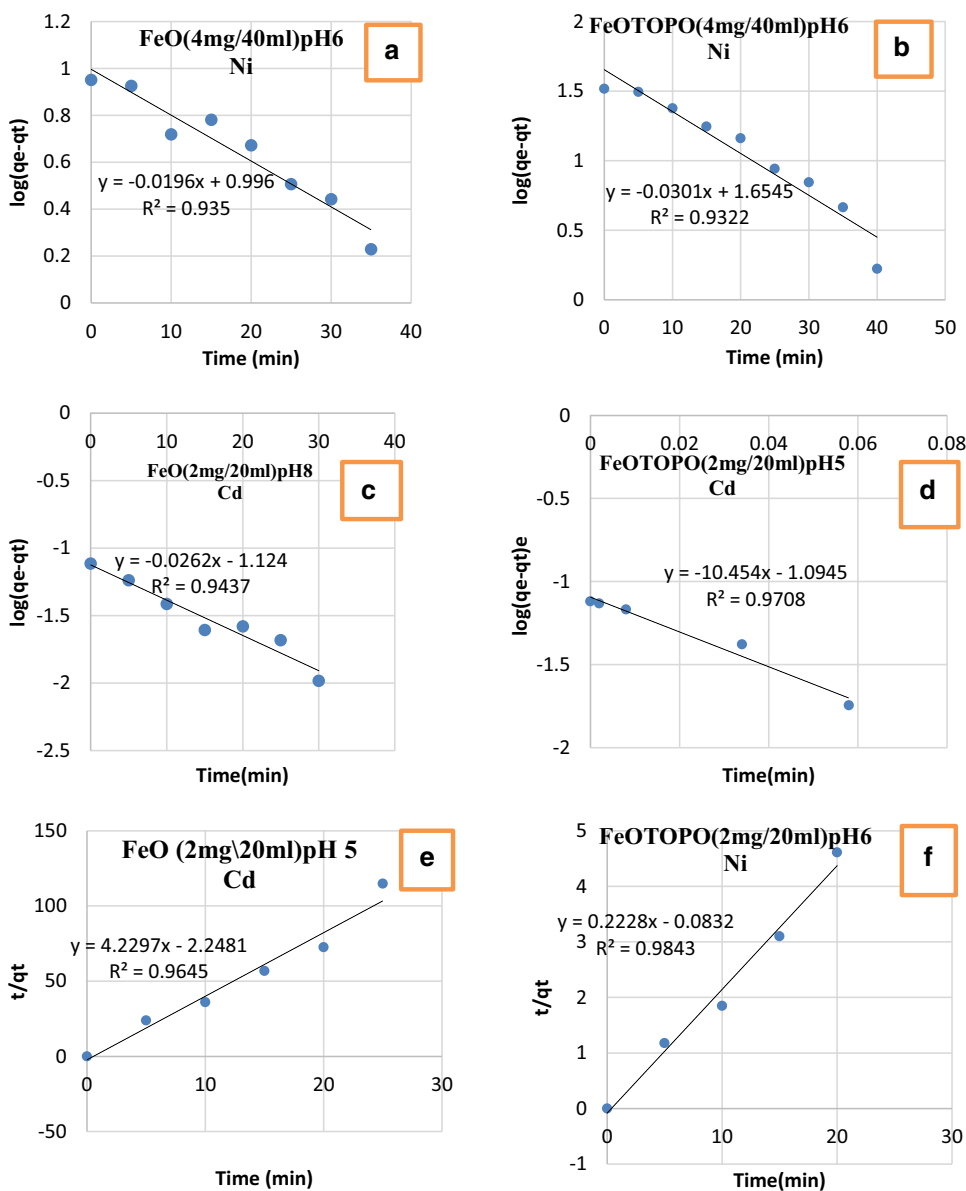 FeO(4mg/40ml)pH6
Ni
a
1.2
1
0.8
0.6
0.4
0.2
0
log(qe-qt)
y = -0.0196x + 0.996
R² = 0.935
0 10 20 30 40
Time (min)
FeOTOPO(4mg/40ml)pH6
Ni
b
2
1.5
1
0.5
0
log(qe-qt)
y = -0.0301x + 1.6545
R² = 0.9322
0 10 20 30 40 50
Time (min)
0 10 20 30 40
FeO(2mg/20ml)pH8
Cd
c
0
-0.5
-1
-1.5
-2
-2.5
log(qe-qt)
y = -0.0262x - 1.124
R² = 0.9437
Time(min)
0 0.02 0.04 0.06 0.08
FeOTOPO(2mg/20ml)pH5
Cd
d
0
-0.5
-1
-1.5
-2
log(qe-qt)e
y = -10.454x - 1.0945
R² = 0.9708
Time(min)
FeO (2mg\20ml)pH 5
Cd
e
150
100
50
0
-50
t/qt
y = 4.2297x - 2.2481
R² = 0.9645
0 10 20 30
Time (min)
FeOTOPO(2mg/20ml)pH6
Ni
f
5
4
3
2
1
0
-1
t/qt
y = 0.2228x - 0.0832
R² = 0.9843
0 10 20 30
Time(min)